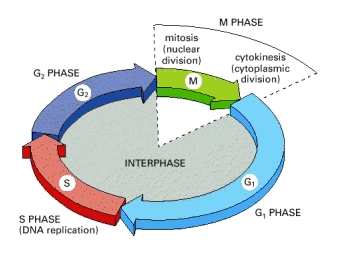 M PHASE
mitosis
(nuclear
division)
cytokinesis
(cytoplasmic
division)
G₂ PHASE
M
G₂
INTERPHASE
S
G₁
G₁ PHASE
S PHASE
(DNA replication)